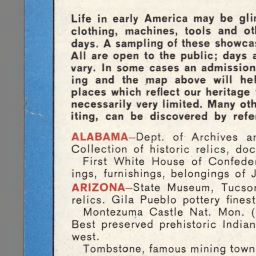 Life in early America may be gli
clothing, machines, tools and oth
days. A sampling of these showcas
All are open to the public; days a
vary. In some cases an admission
ing and the map above will hel
places which reflect our heritage
necessarily very limited. Many oth
iting, can be discovered by refer
ALABAMA—Dept. of Archives an
Collection of historic relics, doc
First White House of Confeder
ings, furnishings, belongings of J
ARIZONA—State Museum, Tucson
relics. Gila Pueblo pottery finest
Montezuma Castle Nat. Mon. (
Best preserved prehistoric Indian
west.
Tombstone, famous mining town